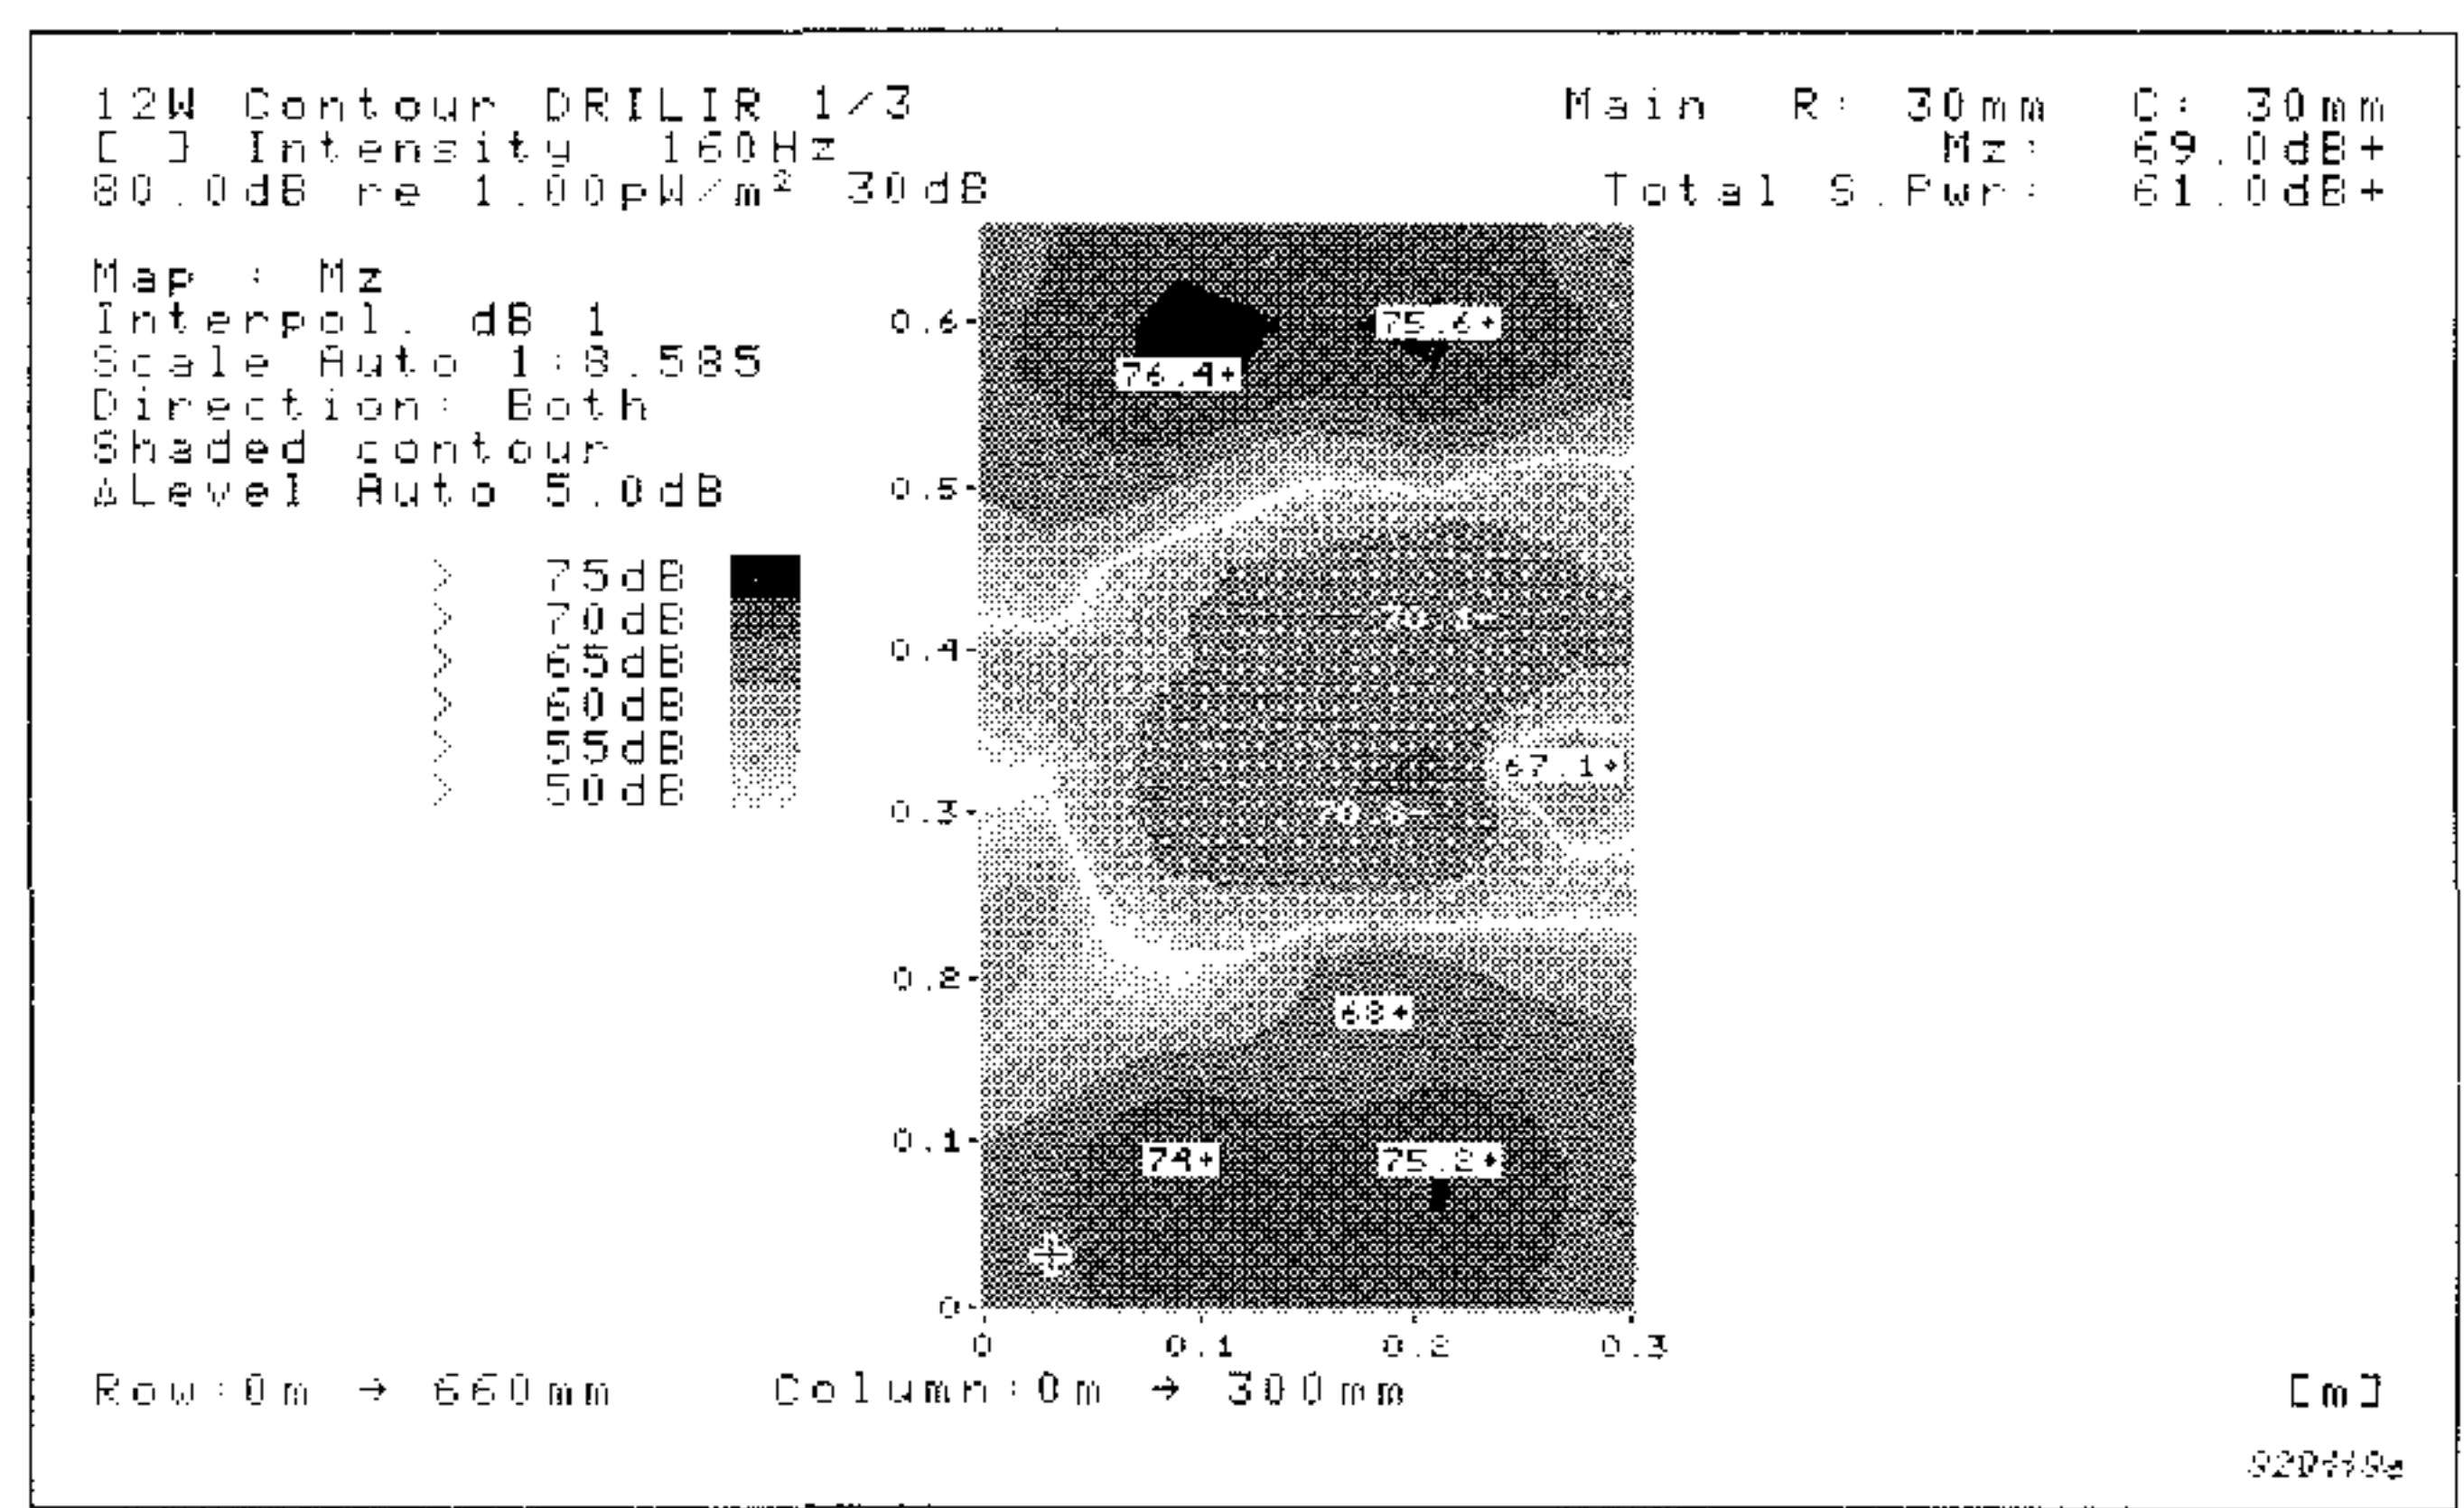 12W Contour DRILIR 1/3
[ ] Intensity 160Hz
80.0dB re 1.00pW/m² 30dB
Main R: 30mm C: 30mm
Mz: 69.0dB+
Total S.Pwr: 61.0dB+
Map : Mz
Interpol. dB 1
Scale Auto 1:8.585
Direction: Both
Shaded contour
ΔLevel Auto 5.0dB
> 75dB
> 70dB
> 65dB
> 60dB
> 55dB
> 50dB
0.6
0.5
0.4
0.3
0.2
0.1
0
75.6+
76.4+
70.1-
67.1+
68+
74+
75.2+
0 0.1 0.2 0.3
Row:0m → 660mm Column:0m → 300mm
[m]